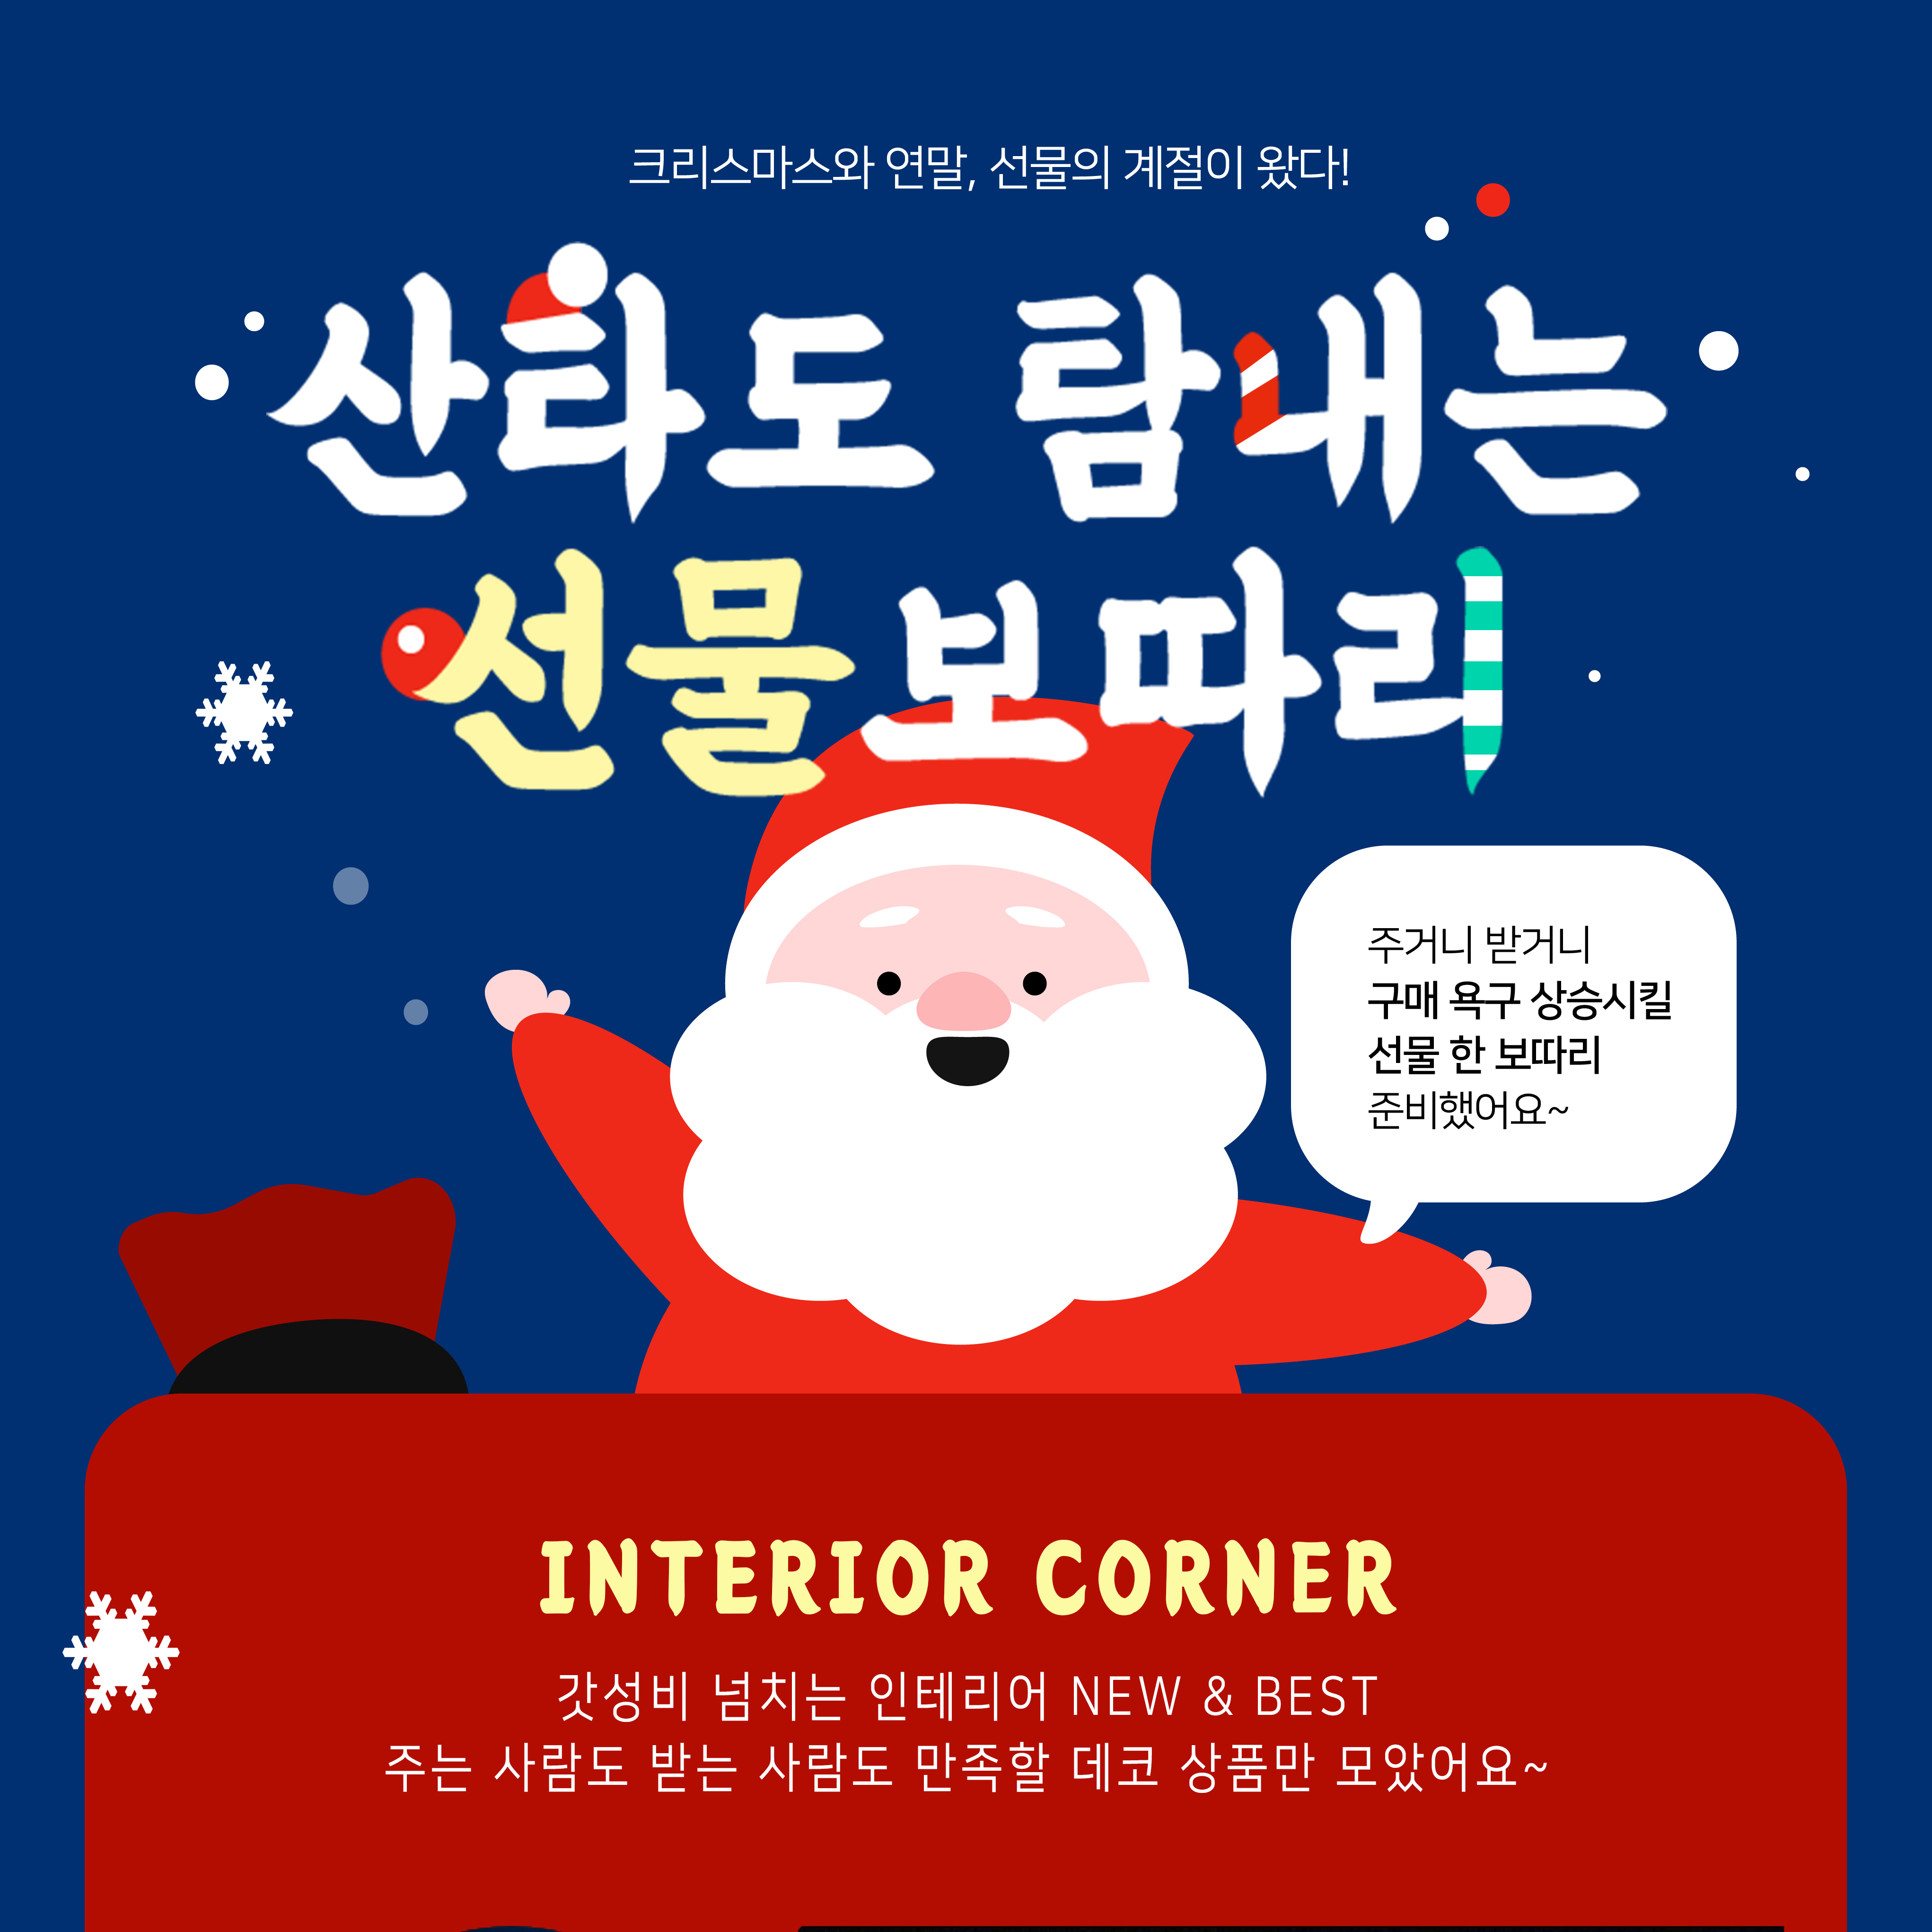 크리스마스와 연말, 선물의 계절이 왔다!
산타도 탐내는
선물보따리
주거니 받거니
구매 욕구 상승시킬
선물 한 보따리
준비했어요~
INTERIOR CORNER
갓성비 넘치는 인테리어 NEW & BEST
주는 사람도 받는 사람도 만족할 데코 상품만 모았어요~